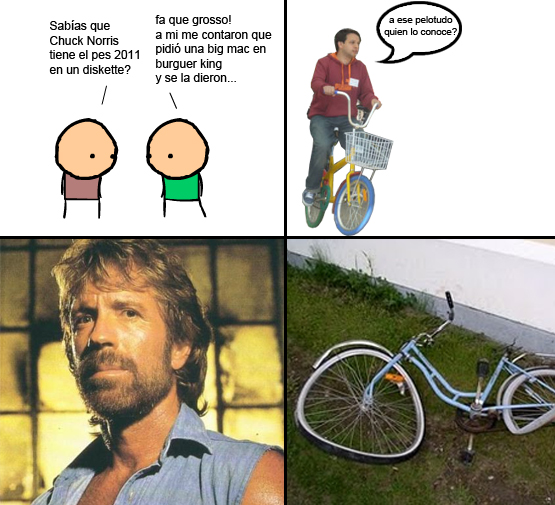 Sabías que
Chuck Norris
tiene el pes 2011
en un diskette?
fa que grosso!
a mi me contaron que
pidió una big mac en
burguer king
y se la dieron...
a ese pelotudo
quien lo conoce?